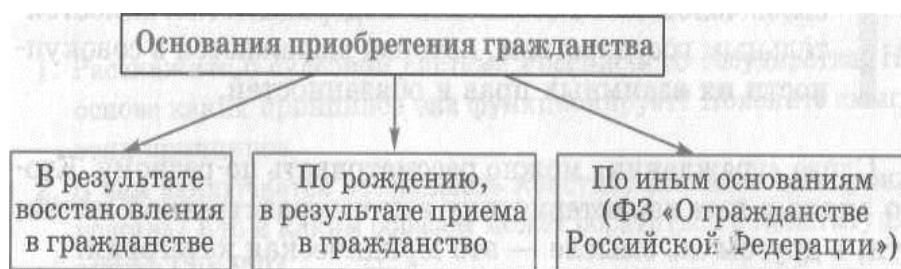 Основания приобретения гражданства
В результате
восстановления
в гражданстве
По рождению,
в результате приема
в гражданство
По иным основаниям
(ФЗ «О гражданстве
Российской Федерации»)